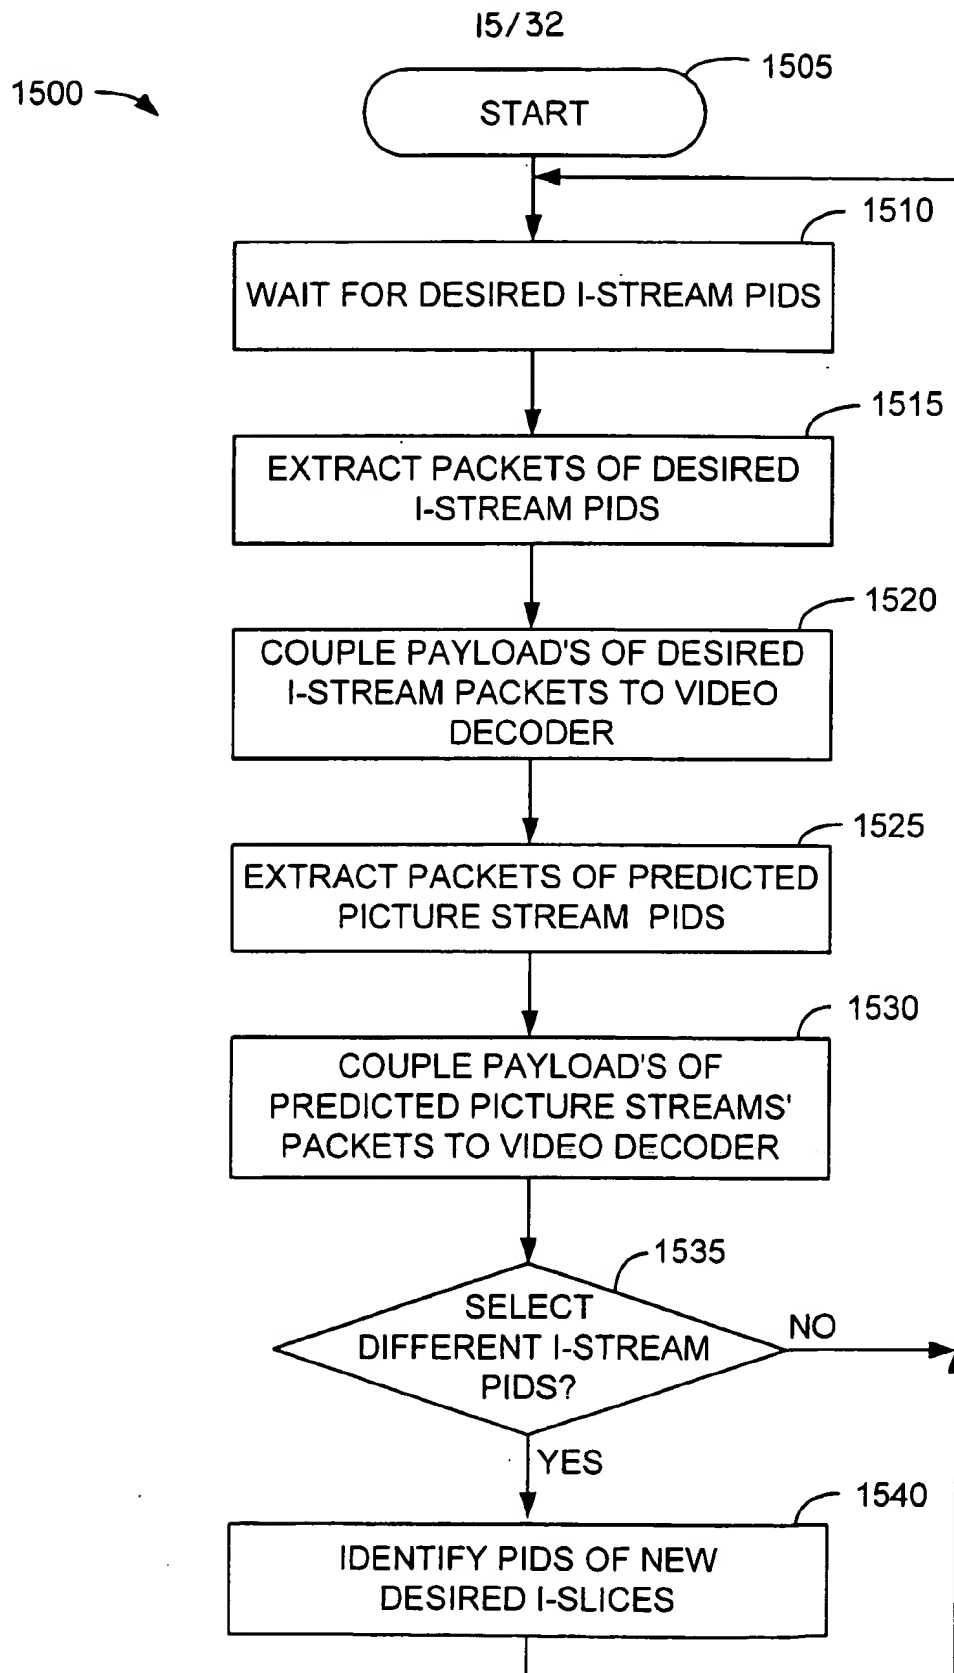 15/32
1500
1505
START
1510
WAIT FOR DESIRED I-STREAM PIDS
1515
EXTRACT PACKETS OF DESIRED
I-STREAM PIDS
1520
COUPLE PAYLOAD'S OF DESIRED
I-STREAM PACKETS TO VIDEO
DECODER
1525
EXTRACT PACKETS OF PREDICTED
PICTURE STREAM PIDS
1530
COUPLE PAYLOAD'S OF
PREDICTED PICTURE STREAMS'
PACKETS TO VIDEO DECODER
1535
SELECT
DIFFERENT I-STREAM
PIDS?
NO
YES
1540
IDENTIFY PIDS OF NEW
DESIRED I-SLICES